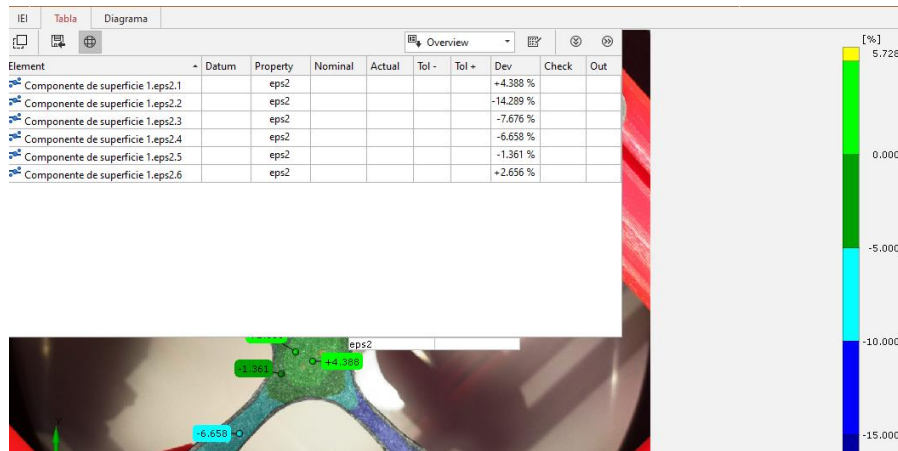 IEI Tabla Diagrama
Overview
Element Datum Property Nominal Actual Tol - Tol + Dev Check Out
Componente de superficie 1.eps2.1 eps2 +4.388 %
Componente de superficie 1.eps2.2 eps2 -14.289 %
Componente de superficie 1.eps2.3 eps2 -7.676 %
Componente de superficie 1.eps2.4 eps2 -6.658 %
Componente de superficie 1.eps2.5 eps2 -1.361 %
Componente de superficie 1.eps2.6 eps2 +2.656 %
eps2
+4.388
-1.361
-6.658
Y
[%]
5.728
0.000
-5.000
-10.000
-15.000